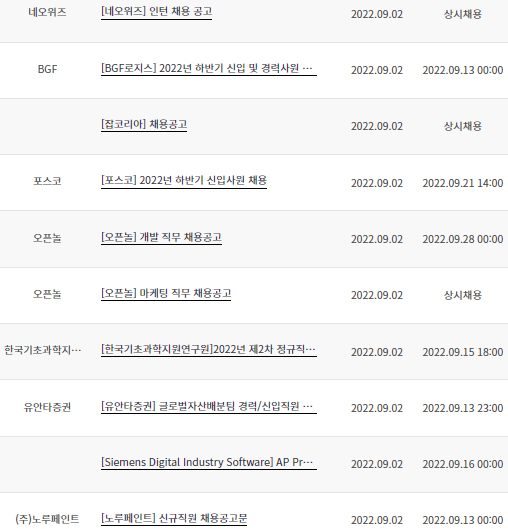 네오위즈 [네오위즈] 인턴 채용 공고 2022.09.02 상시채용
BGF [BGF로지스] 2022년 하반기 신입 및 경력사원 ⋯ 2022.09.02 2022.09.13 00:00
[잡코리아] 채용공고 2022.09.02 상시채용
포스코 [포스코] 2022년 하반기 신입사원 채용 2022.09.02 2022.09.21 14:00
오픈놀 [오픈놀] 개발 직무 채용공고 2022.09.02 2022.09.28 00:00
오픈놀 [오픈놀] 마케팅 직무 채용공고 2022.09.02 상시채용
한국기초과학지⋯ [한국기초과학지원연구원]2022년 제2차 정규직⋯ 2022.09.02 2022.09.15 18:00
유안타증권 [유안타증권] 글로벌자산배분팀 경력/신입직원 ⋯ 2022.09.02 2022.09.13 23:00
[Siemens Digital Industry Software] AP Pr⋯ 2022.09.02 2022.09.16 00:00
(주)노루페인트 [노루페인트] 신규직원 채용공고문 2022.09.02 2022.09.13 00:00